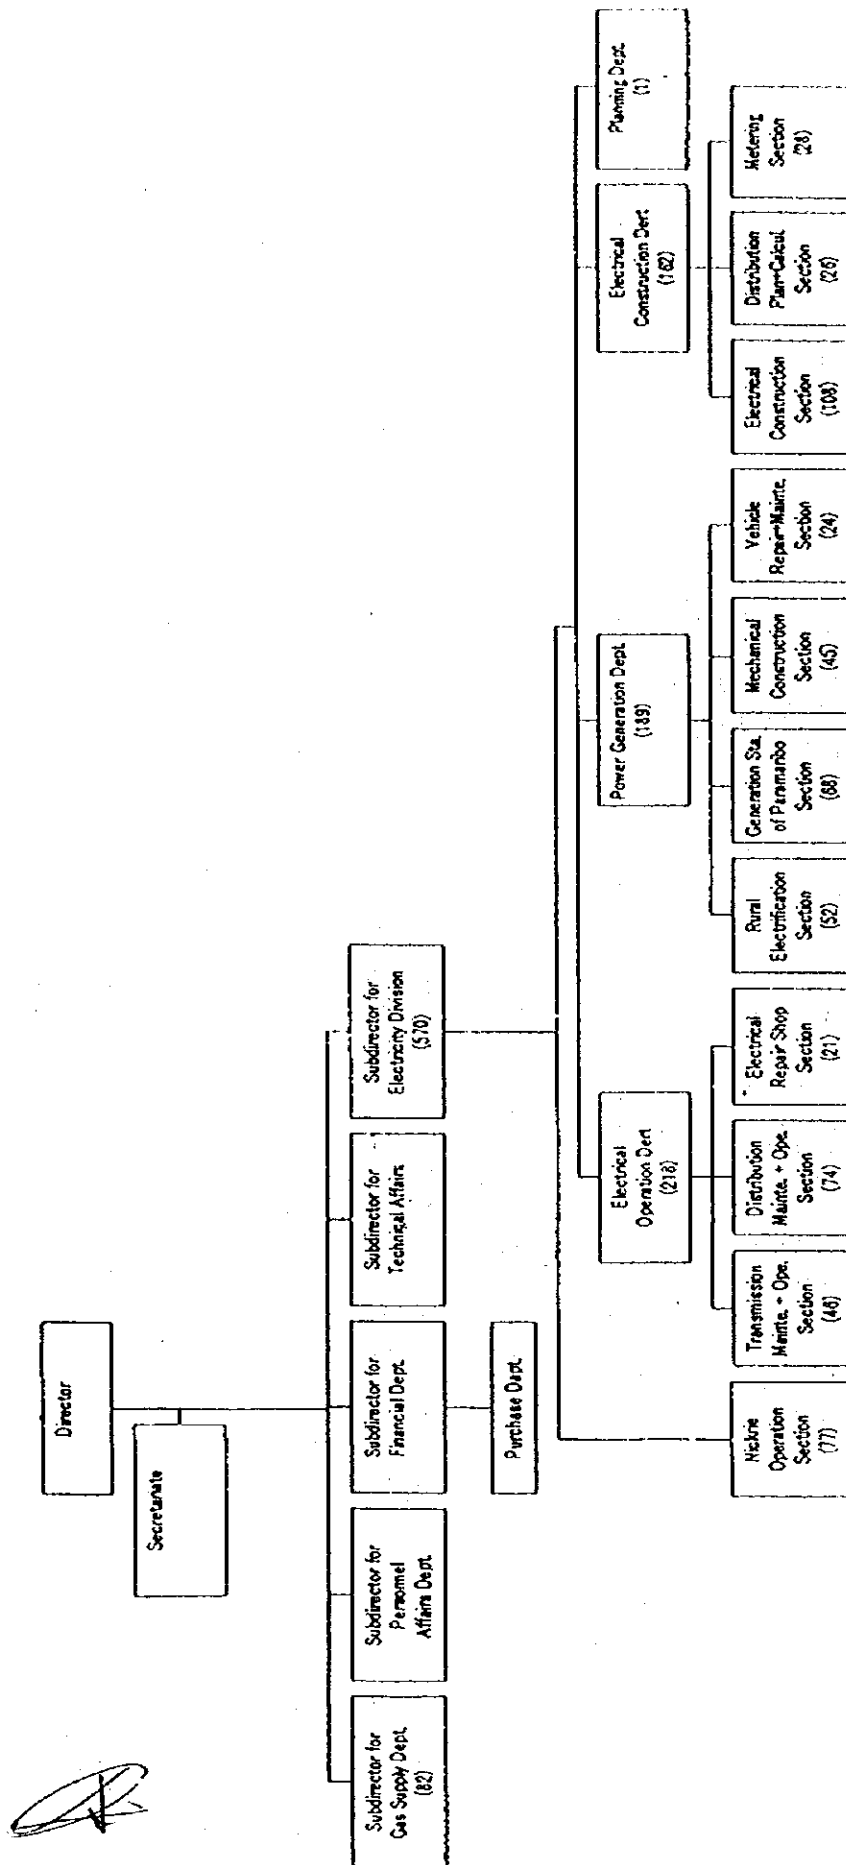 Director
Secretariate
Subdirector for
Gas Supply Dept.
(82)
Subdirector for
Personnel
Affairs Dept.
Subdirector for
Financial Dept.
Subdirector for
Technical Affairs
Subdirector for
Electricity Division
(570)
Purchase Dept.
Electrical
Operation Dert
(218)
Power Generation Dept.
(189)
Electrical
Construction Dert
(162)
Planning Dept.
(1)
Nickrie
Operation
Section
(77)
Transmission
Mainte. + Ope.
Section
(46)
Distribution
Mainte. + Ope.
Section
(74)
Electrical
Repair Shop
Section
(21)
Rural
Electrification
Section
(52)
Generation Sta.
of Paramaribo
Section
(68)
Mechanical
Construction
Section
(45)
Vehicle
Repair+Mainte.
Section
(24)
Electrical
Construction
Section
(108)
Distribution
Plan+Calcul
Section
(26)
Metering
Section
(28)